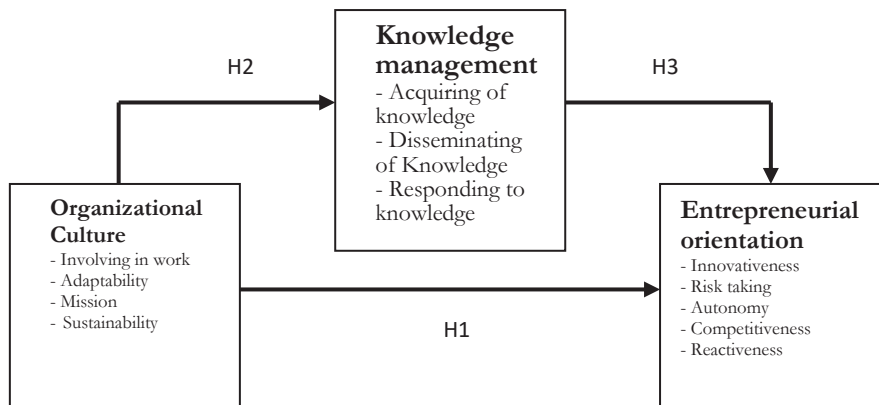 H2
Knowledge
management
- Acquiring of
knowledge
- Disseminating
of Knowledge
- Responding to
knowledge
H3
Organizational
Culture
- Involving in work
- Adaptability
- Mission
- Sustainability
H1
Entrepreneurial
orientation
- Innovativeness
- Risk taking
- Autonomy
- Competitiveness
- Reactiveness